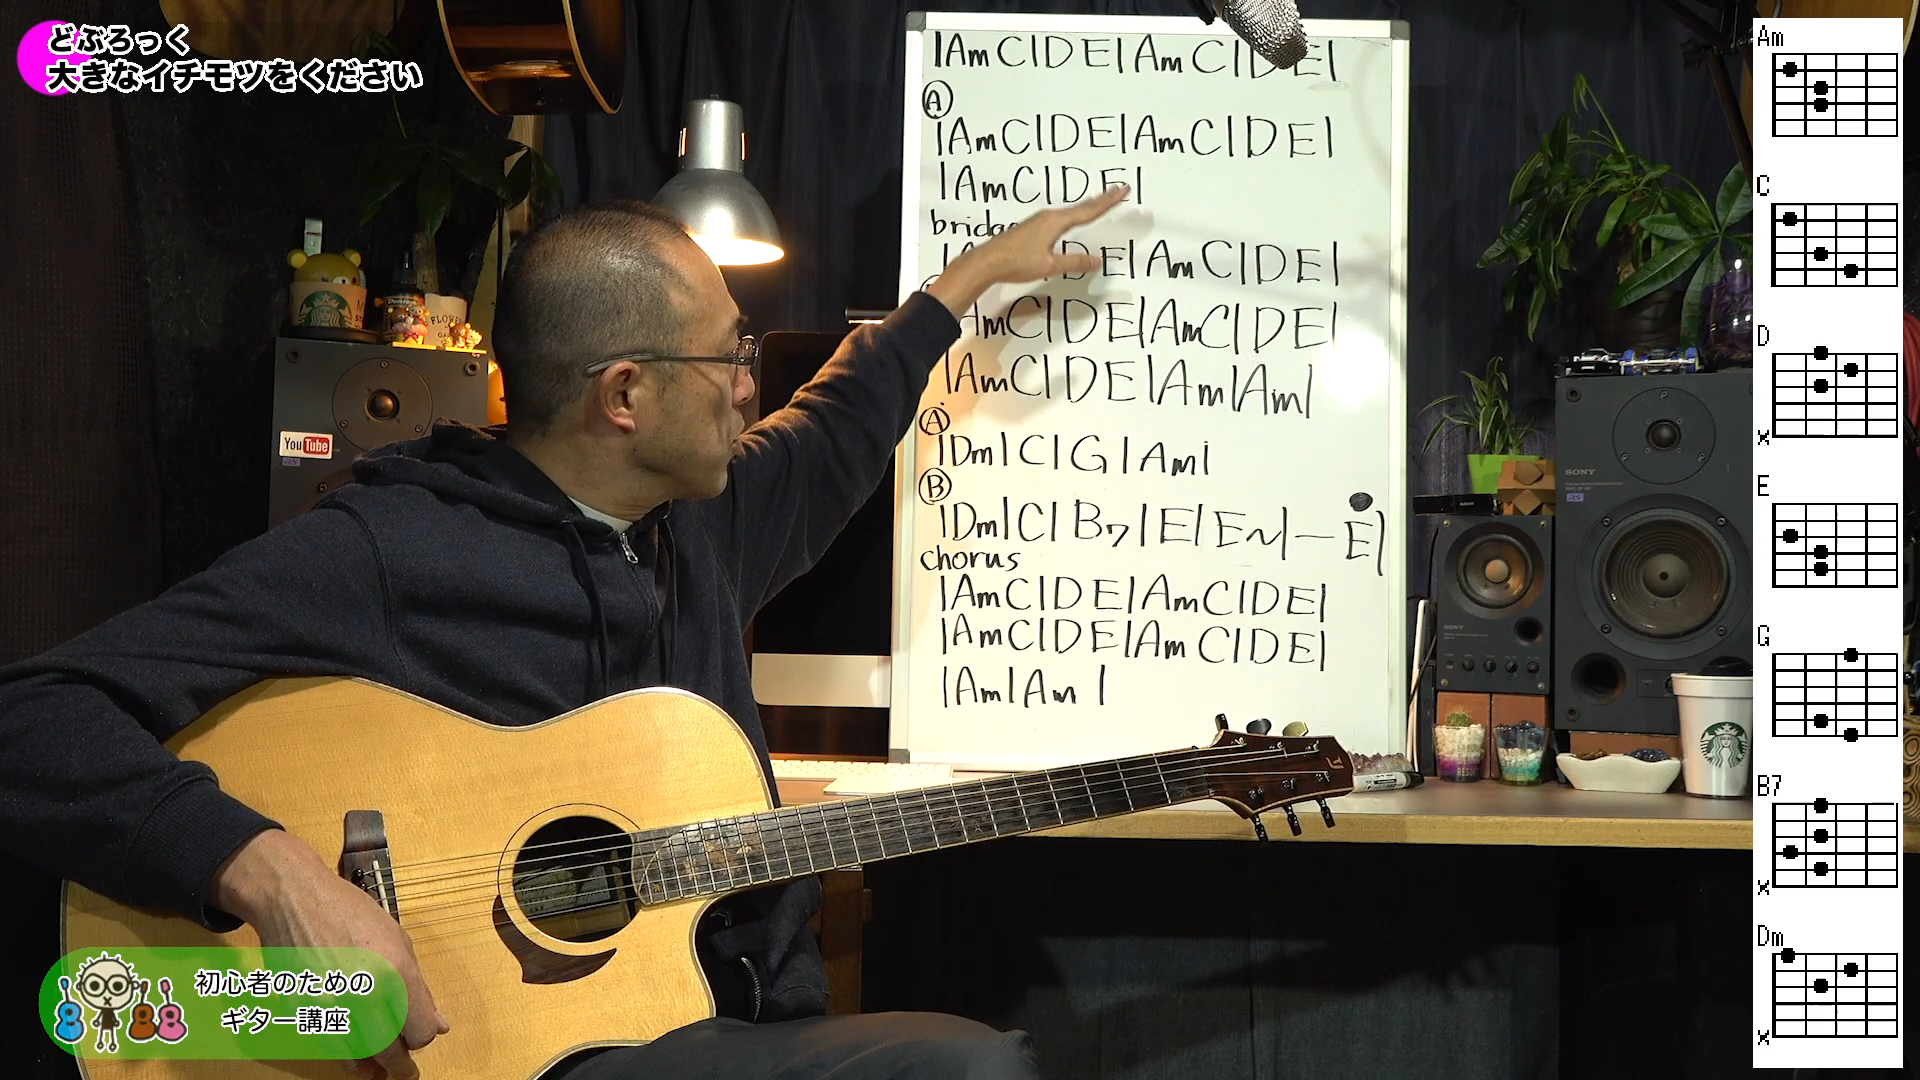 どぶろっく
大きなイチモツをください
|Am C|D E|Am C|D E|
Ⓐ
|Am C|D E|Am C|D E|
|Am C|D E|
|D E|Am C|D E|
Am C|D E|Am C|D E|
|Am C|D E|Am|Am|
Ⓐ
|Dm|C|G|Am|
Ⓑ
|Dm|C|B7|E|E~|— E|
chorus
|Am C|D E|Am C|D E|
|Am C|D E|Am C|D E|
|Am|Am|
Am
C
D
x
E
G
B7
x
Dm
x
YouTube
SONY
SONY
初心者のための
ギター講座